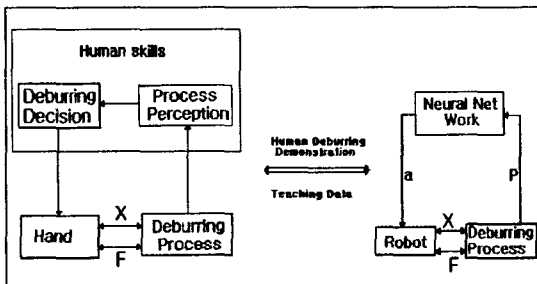 Human skills
Deburring
Decision
Process
Perception
Hand
X
F
Deburring
Process
Human Deburring
Demonstration
Teaching Data
Neural Net
Work
a
P
Robot
X
F
Deburring
Process